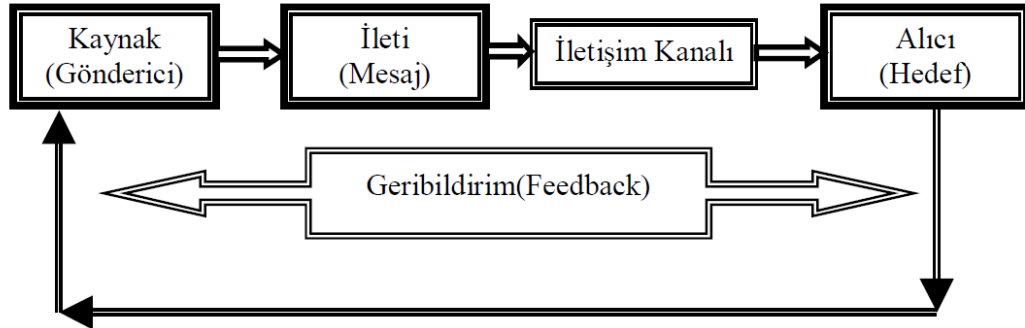 Kaynak
(Gönderici)
İleti
(Mesaj)
İletişim Kanalı
Alıcı
(Hedef)
Geribildirim(Feedback)